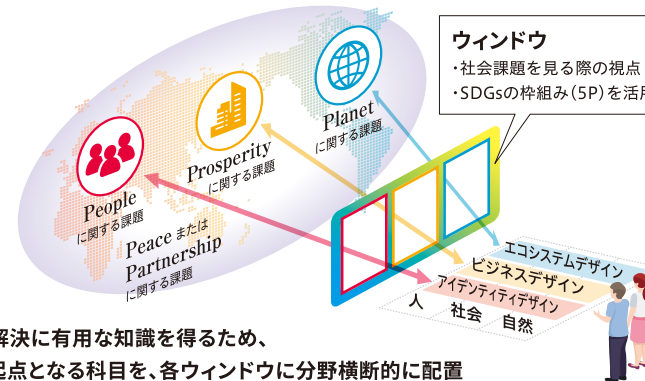 ウィンドウ
・社会課題を見る際の視点
・SDGsの枠組み(5P)を活用
Planet
に関する課題
Prosperity
に関する課題
People
に関する課題
Peace または
Partnership
に関する課題
エコシステムデザイン
ビジネスデザイン
アイデンティティデザイン
人 社会 自然
解決に有用な知識を得るため、
起点となる科目を、各ウィンドウに分野横断的に配置